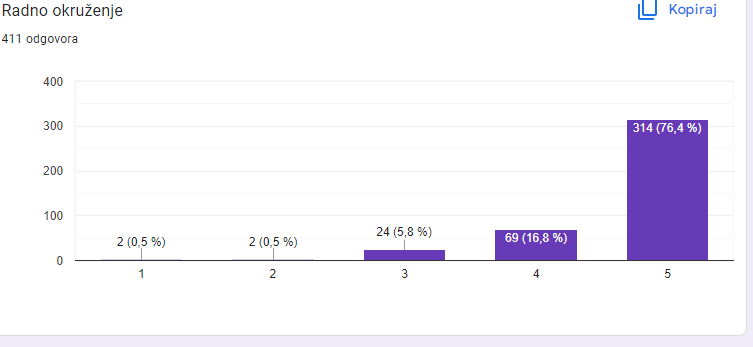 Radno okruženje
Kopiraj
411 odgovora
400
300
200
100
0
2 (0,5 %)
2 (0,5 %)
24 (5,8 %)
69 (16,8 %)
314 (76,4 %)
1
2
3
4
5